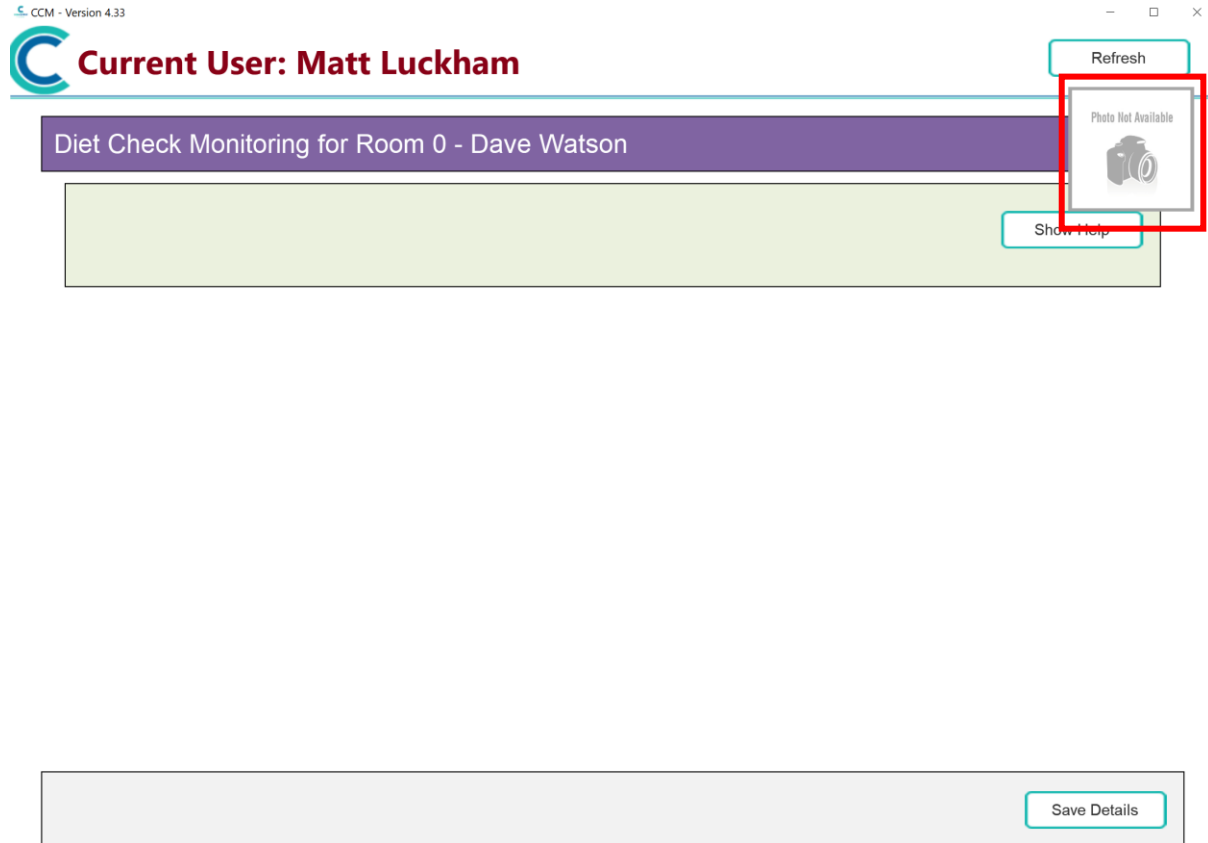 CCM - Version 4.33
Current User: Matt Luckham
Refresh
Photo Not Available
Diet Check Monitoring for Room 0 - Dave Watson
Show Help
Save Details